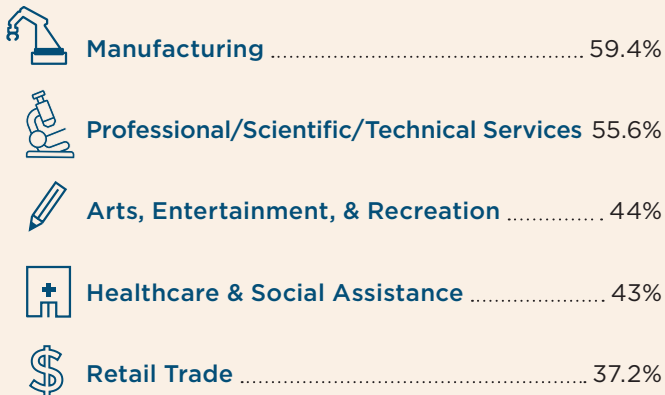 Manufacturing ........................................ 59.4%
Professional/Scientific/Technical Services 55.6%
Arts, Entertainment, & Recreation ............. 44%
Healthcare & Social Assistance ................. 43%
Retail Trade ............................................ 37.2%